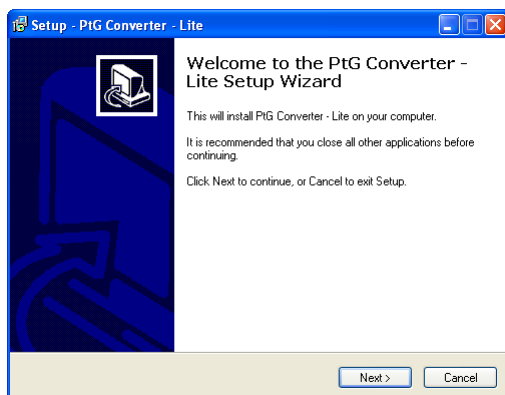 Setup - PtG Converter - Lite
Welcome to the PtG Converter -
Lite Setup Wizard
This will install PtG Converter - Lite on your computer.
It is recommended that you close all other applications before
continuing.
Click Next to continue, or Cancel to exit Setup.
Next >
Cancel